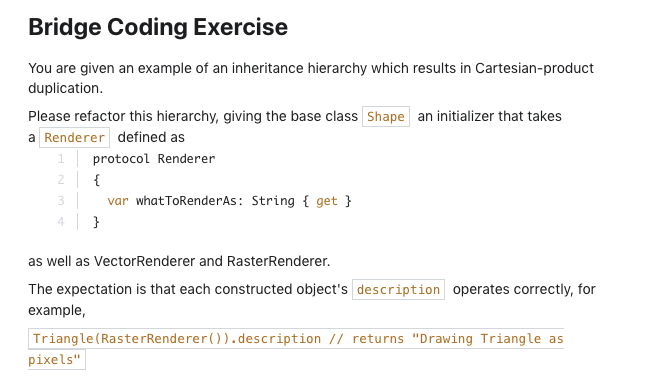 Bridge Coding Exercise
You are given an example of an inheritance hierarchy which results in Cartesian-product
duplication.
Please refactor this hierarchy, giving the base class Shape an initializer that takes
a Renderer defined as
1 protocol Renderer
2 {
3 var whatToRenderAs: String { get }
4 }
as well as VectorRenderer and RasterRenderer.
The expectation is that each constructed object's description operates correctly, for
example,
Triangle(RasterRenderer()).description // returns "Drawing Triangle as
pixels"